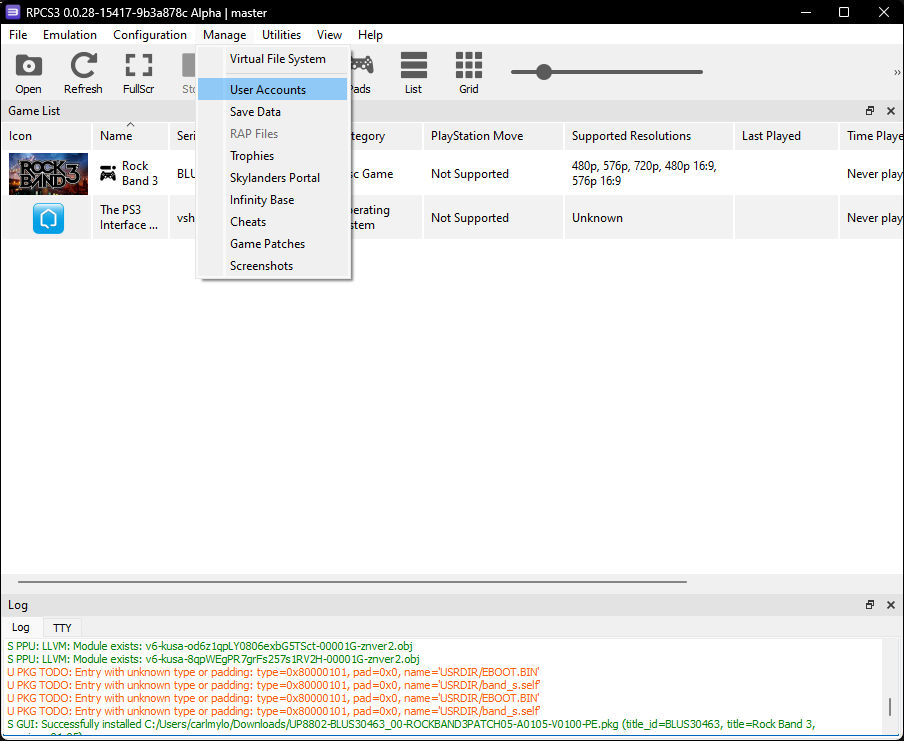 RPCS3 0.0.28-15417-9b3a878c Alpha | master
File Emulation Configuration Manage Utilities View Help
Open Refresh FullScr Sto Pads List Grid
Virtual File System
User Accounts
Save Data
RAP Files
Trophies
Skylanders Portal
Infinity Base
Cheats
Game Patches
Screenshots
Game List
Icon Name Seri tegory PlayStation Move Supported Resolutions Last Played Time Playe
ROCK BAND 3 Rock Band 3 BLU sc Game Not Supported 480p, 576p, 720p, 480p 16:9, 576p 16:9 Never play
The PS3 Interface ... vsh perating stem Not Supported Unknown Never play
Log
Log TTY
S PPU: LLVM: Module exists: v6-kusa-od6z1qpLY0806exbG5TSct-00001G-znver2.obj
S PPU: LLVM: Module exists: v6-kusa-8qpWEgPR7grFs257s1RV2H-00001G-znver2.obj
U PKG TODO: Entry with unknown type or padding: type=0x80000101, pad=0x0, name='USRDIR/EBOOT.BIN'
U PKG TODO: Entry with unknown type or padding: type=0x80000101, pad=0x0, name='USRDIR/band_s.self'
U PKG TODO: Entry with unknown type or padding: type=0x80000101, pad=0x0, name='USRDIR/EBOOT.BIN'
U PKG TODO: Entry with unknown type or padding: type=0x80000101, pad=0x0, name='USRDIR/band_s.self'
S GUI: Successfully installed C:/Users/carlmylo/Downloads/UP8802-BLUS30463_00-ROCKBAND3PATCH05-A0105-V0100-PE.pkg (title_id=BLUS30463, title=Rock Band 3,